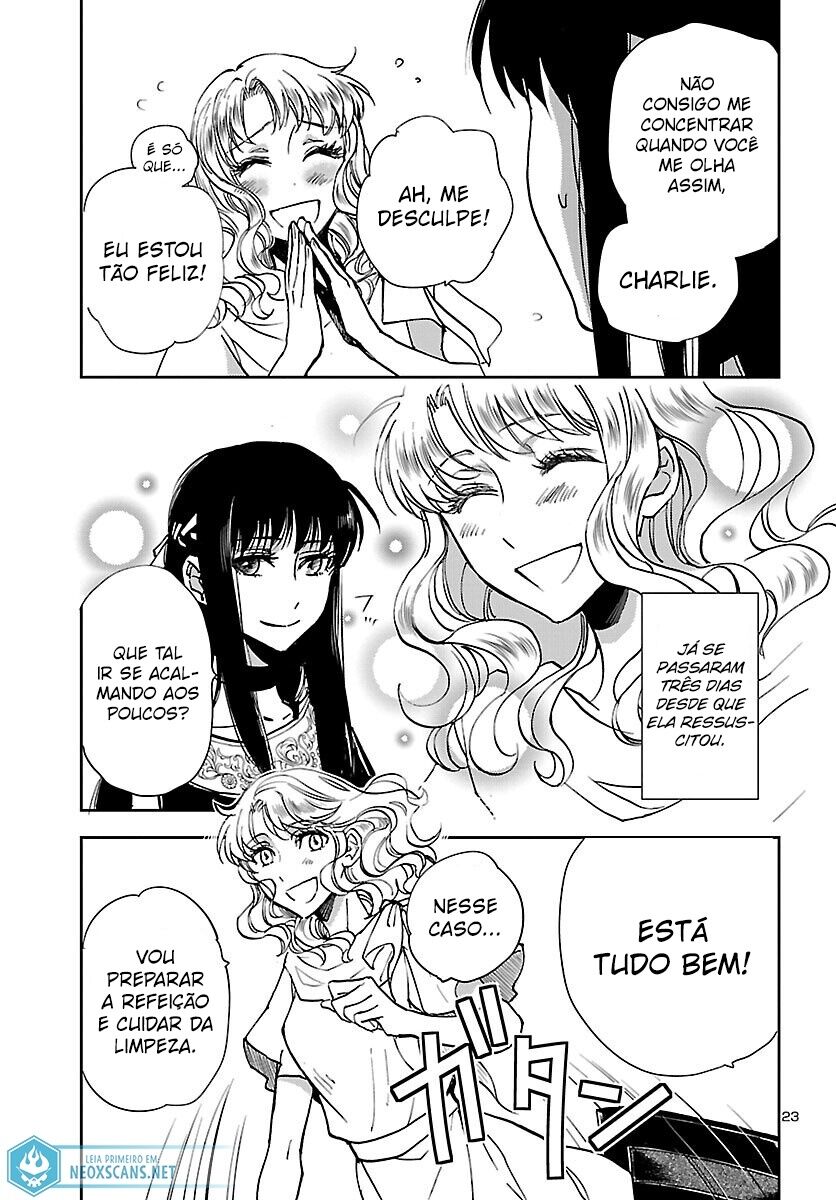 NÃO
CONSIGO ME
CONCENTRAR
QUANDO VOCÊ
ME OLHA
ASSIM,
CHARLIE.
AH, ME
DESCULPE!
É SÓ
QUE...
EU ESTOU
TÃO FELIZ!
JÁ SE
PASSARAM
TRÊS DIAS
DESDE QUE
ELA RESSUS-
CITOU.
QUE TAL
IR SE ACAL-
MANDO AOS
POUCOS?
ESTÁ
TUDO BEM!
NESSE
CASO...
VOU
PREPARAR
A REFEIÇÃO
E CUIDAR DA
LIMPEZA.
ガタン
23
LEIA PRIMEIRO EM:
NEOXSCANS.NET